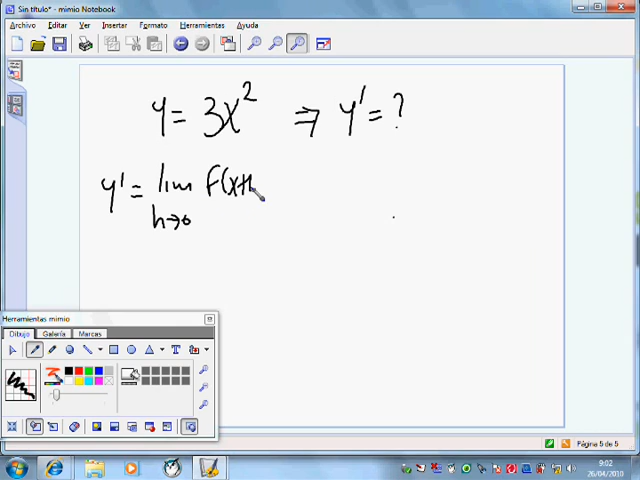 Sin título* - mimio Notebook
Archivo Editar Ver Insertar Formato Herramientas Ayuda
y = 3x² ⇒ y' = ?
y' = lim F(x+h
h→0
Herramientas mimio
Dibujo Galería Marcas
T
Página 5 de 5
9:02
26/04/2010